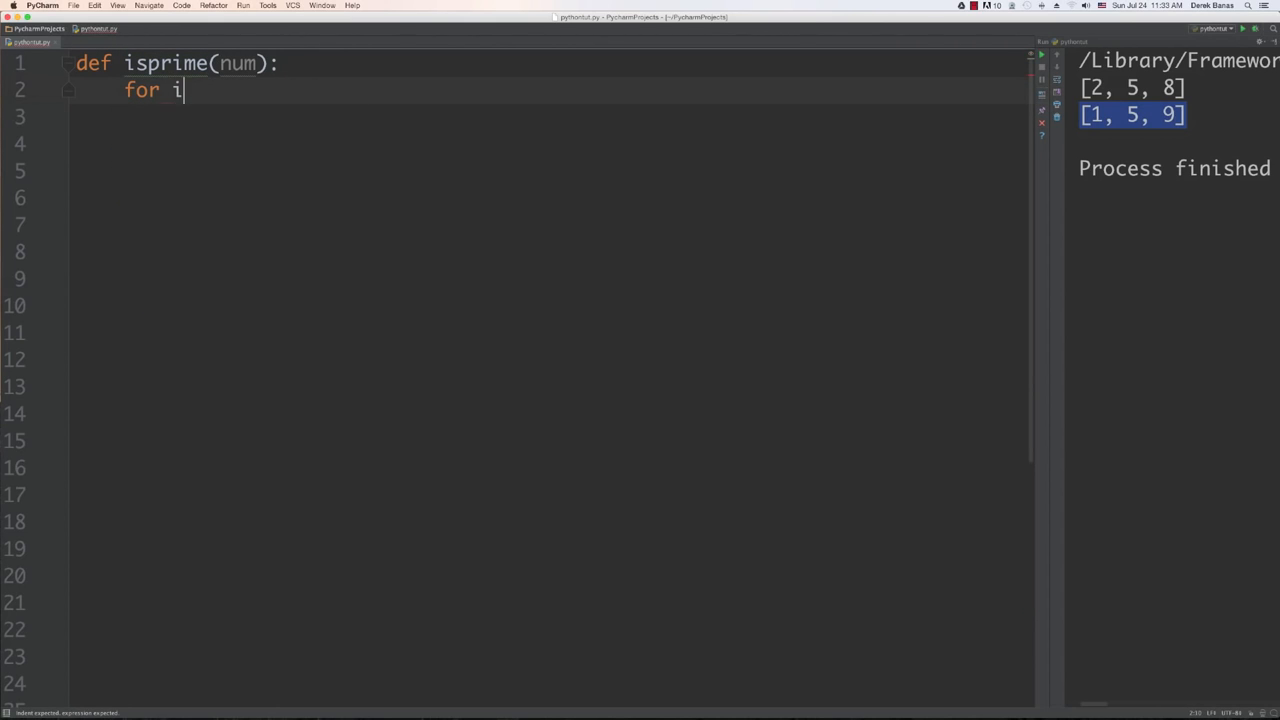 PyCharm File Edit View Navigate Code Refactor Run Tools VCS Window Help
10 Sun Jul 24 11:33 AM Derek Banas
pythontut.py - PycharmProjects - [~/PycharmProjects]
PycharmProjects pythontut.py
pythontut
pythontut.py
Run pythontut
1 def isprime(num):
2 for i
3
4
5
6
7
8
9
10
11
12
13
14
15
16
17
18
19
20
21
22
23
24
/Library/Framewor
[2, 5, 8]
[1, 5, 9]
Process finished
Indent expected. expression expected.
2:10 LF÷ UTF-8÷